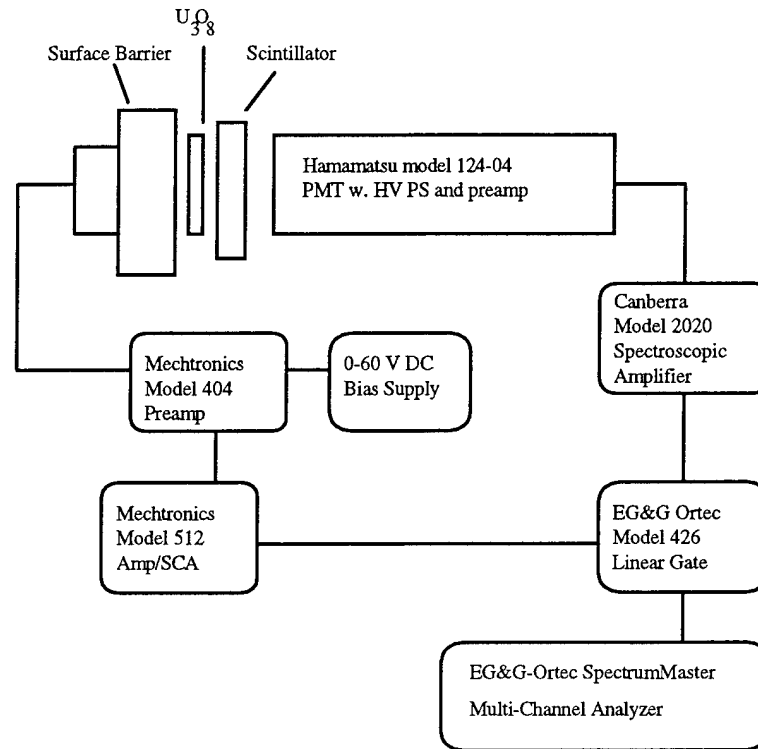 U3O8
Surface Barrier
Scintillator
Hamamatsu model 124-04
PMT w. HV PS and preamp
Canberra
Model 2020
Spectroscopic
Amplifier
Mechtronics
Model 404
Preamp
0-60 V DC
Bias Supply
Mechtronics
Model 512
Amp/SCA
EG&G Ortec
Model 426
Linear Gate
EG&G-Ortec SpectrumMaster
Multi-Channel Analyzer